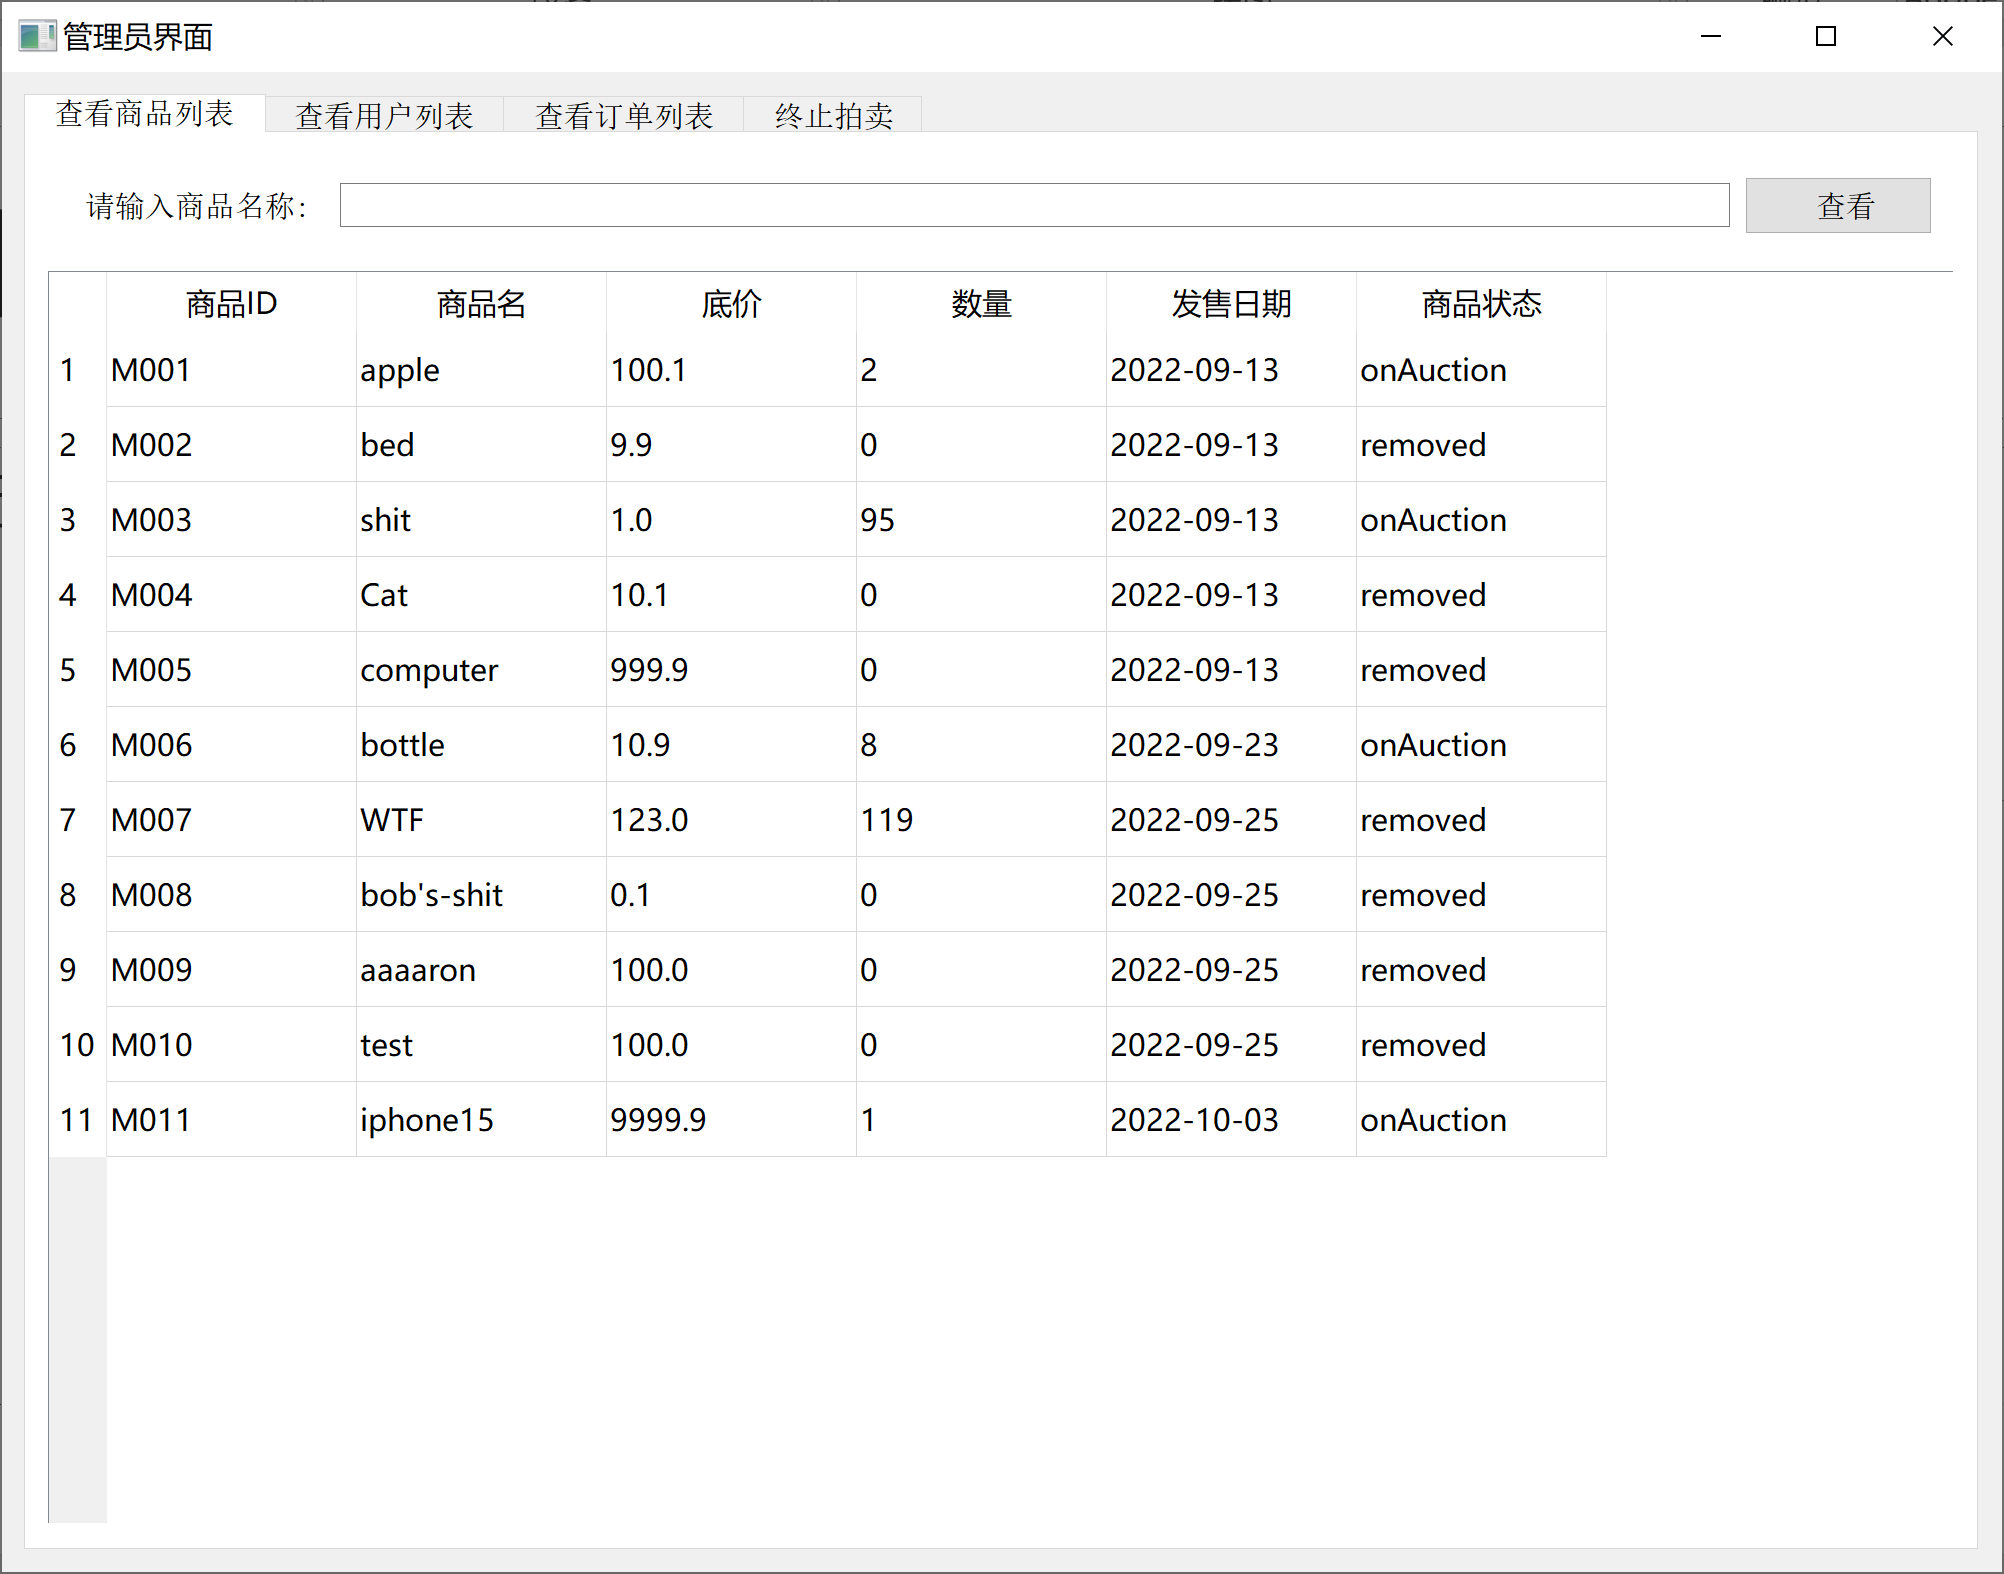 管理员界面
查看商品列表 查看用户列表 查看订单列表 终止拍卖
请输入商品名称： 查看
商品ID 商品名 底价 数量 发售日期 商品状态
1 M001 apple 100.1 2 2022-09-13 onAuction
2 M002 bed 9.9 0 2022-09-13 removed
3 M003 shit 1.0 95 2022-09-13 onAuction
4 M004 Cat 10.1 0 2022-09-13 removed
5 M005 computer 999.9 0 2022-09-13 removed
6 M006 bottle 10.9 8 2022-09-23 onAuction
7 M007 WTF 123.0 119 2022-09-25 removed
8 M008 bob's-shit 0.1 0 2022-09-25 removed
9 M009 aaaaron 100.0 0 2022-09-25 removed
10 M010 test 100.0 0 2022-09-25 removed
11 M011 iphone15 9999.9 1 2022-10-03 onAuction